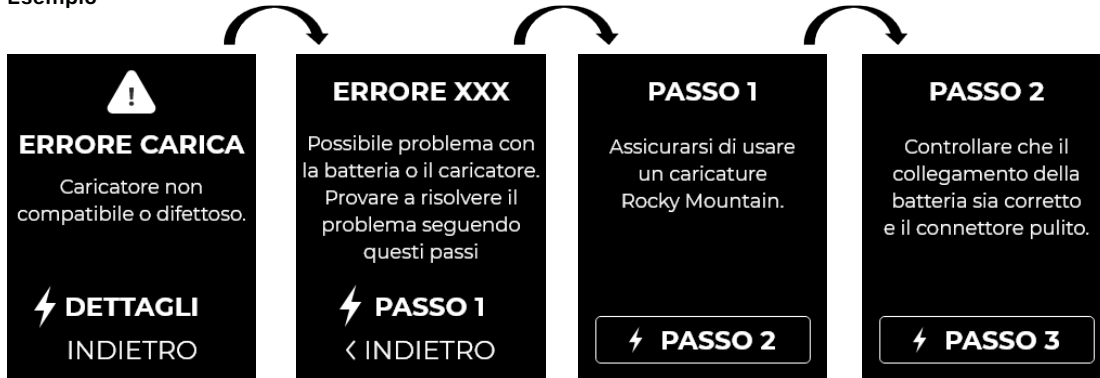 Esempio
ERRORE CARICA
Caricatore non
compatibile o difettoso.
DETTAGLI
INDIETRO
ERRORE XXX
Possibile problema con
la batteria o il caricatore.
Provare a risolvere il
problema seguendo
questi passi
PASSO 1
< INDIETRO
PASSO 1
Assicurarsi di usare
un caricature
Rocky Mountain.
PASSO 2
PASSO 2
Controllare che il
collegamento della
batteria sia corretto
e il connettore pulito.
PASSO 3